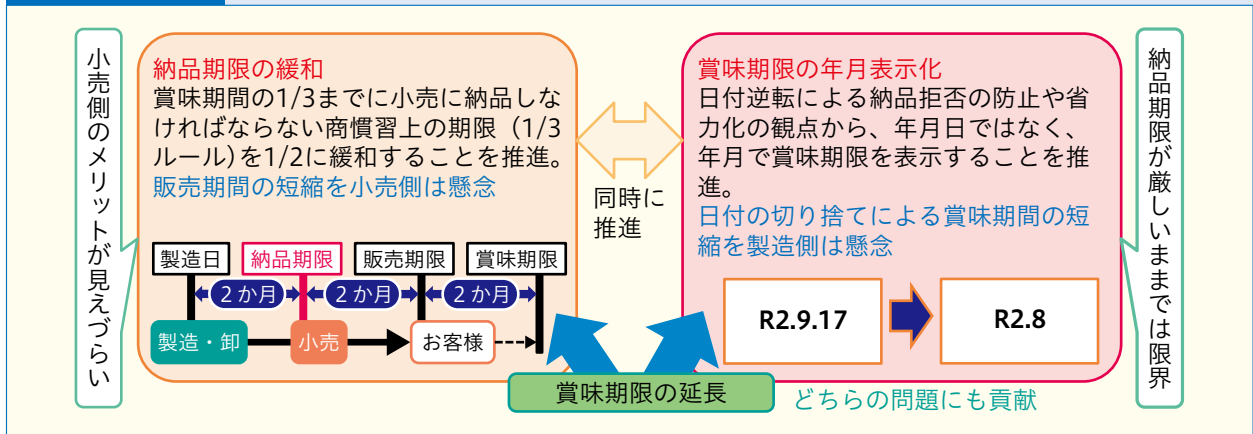 小売側のメリットが見えづらい
納品期限の緩和
賞味期間の1/3までに小売に納品しな
ければならない商慣習上の期限（1/3
ルール）を1/2に緩和することを推進。
販売期間の短縮を小売側は懸念
製造日
納品期限
販売期限
賞味期限
2か月
2か月
2か月
製造・卸
小売
お客様
同時に
推進
賞味期限の年月表示化
日付逆転による納品拒否の防止や省
力化の観点から、年月日ではなく、
年月で賞味期限を表示することを推
進。
日付の切り捨てによる賞味期間の短
縮を製造側は懸念
R2.9.17
R2.8
納品期限が厳しいままでは限界
賞味期限の延長
どちらの問題にも貢献